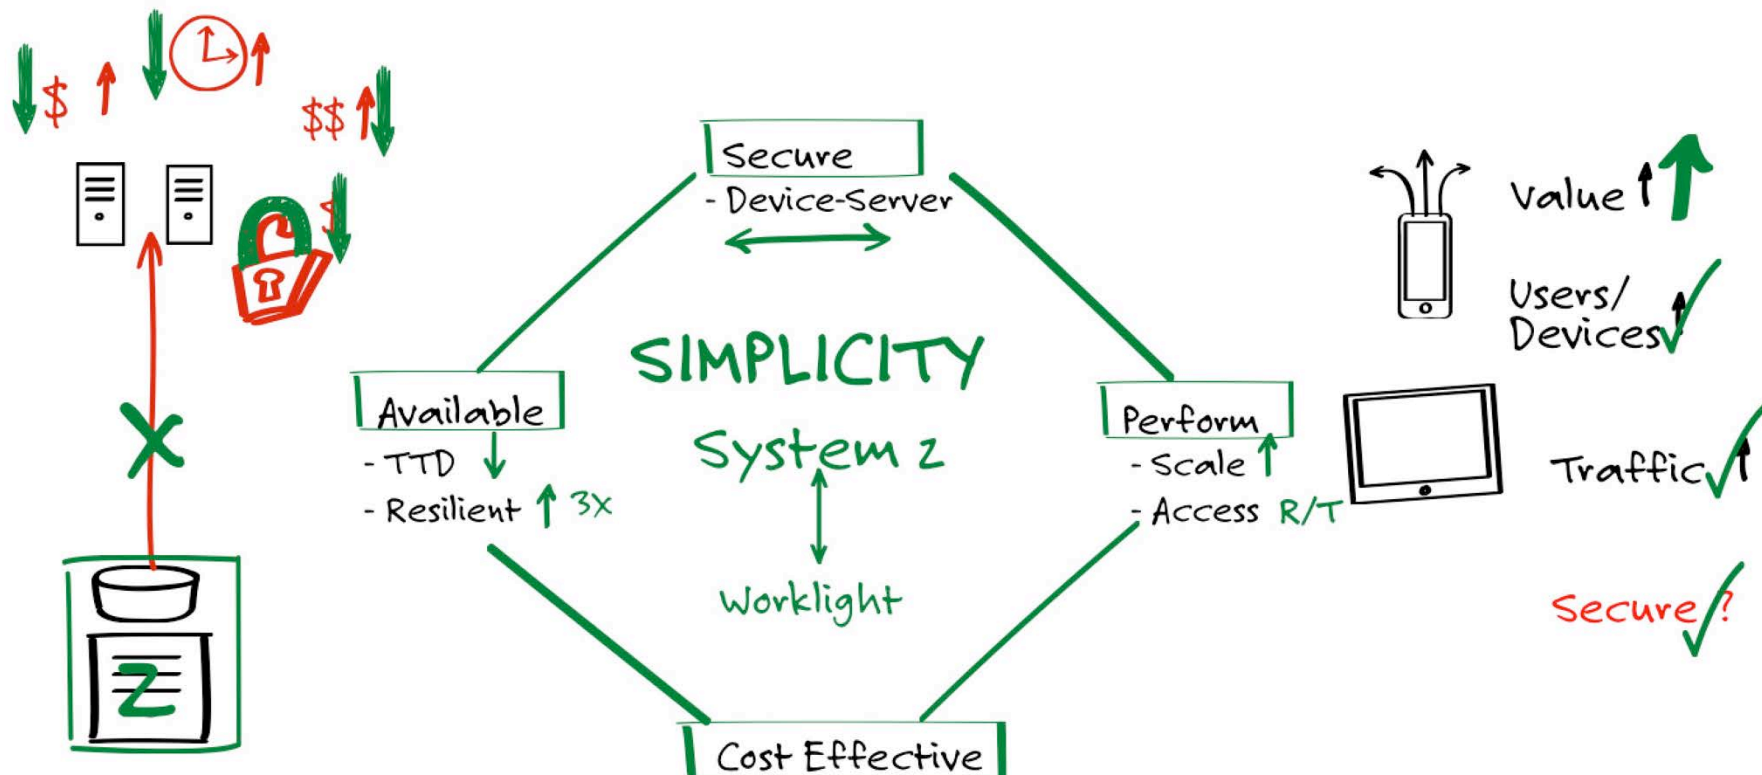 $
$$
$
Z
Secure
- Device-Server
SIMPLICITY
System z
Worklight
Available
- TTD
- Resilient 3X
Perform
- Scale
- Access R/T
Cost Effective
Value
Users/
Devices
Traffic
Secure?